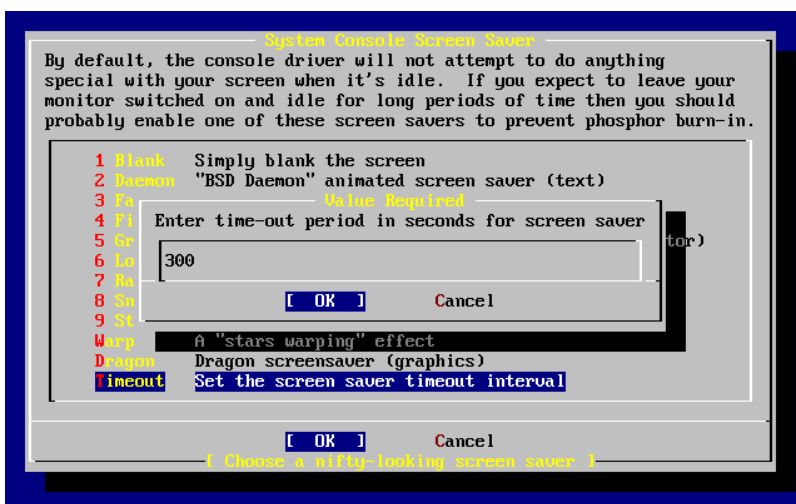 System Console Screen Saver
By default, the console driver will not attempt to do anything
special with your screen when it's idle.  If you expect to leave your
monitor switched on and idle for long periods of time then you should
probably enable one of these screen savers to prevent phosphor burn-in.
1 Blank Simply blank the screen
2 Daemon "BSD Daemon" animated screen saver (text)
3 Fa
Value Required
4 Fi
Enter time-out period in seconds for screen saver
5 Gr tor)
6 Lo
300
7 Ra
8 Sn
[ OK ] Cancel
9 St
Warp A "stars warping" effect
Dragon Dragon screensaver (graphics)
Timeout Set the screen saver timeout interval
[ OK ] Cancel
[ Choose a nifty-looking screen saver ]